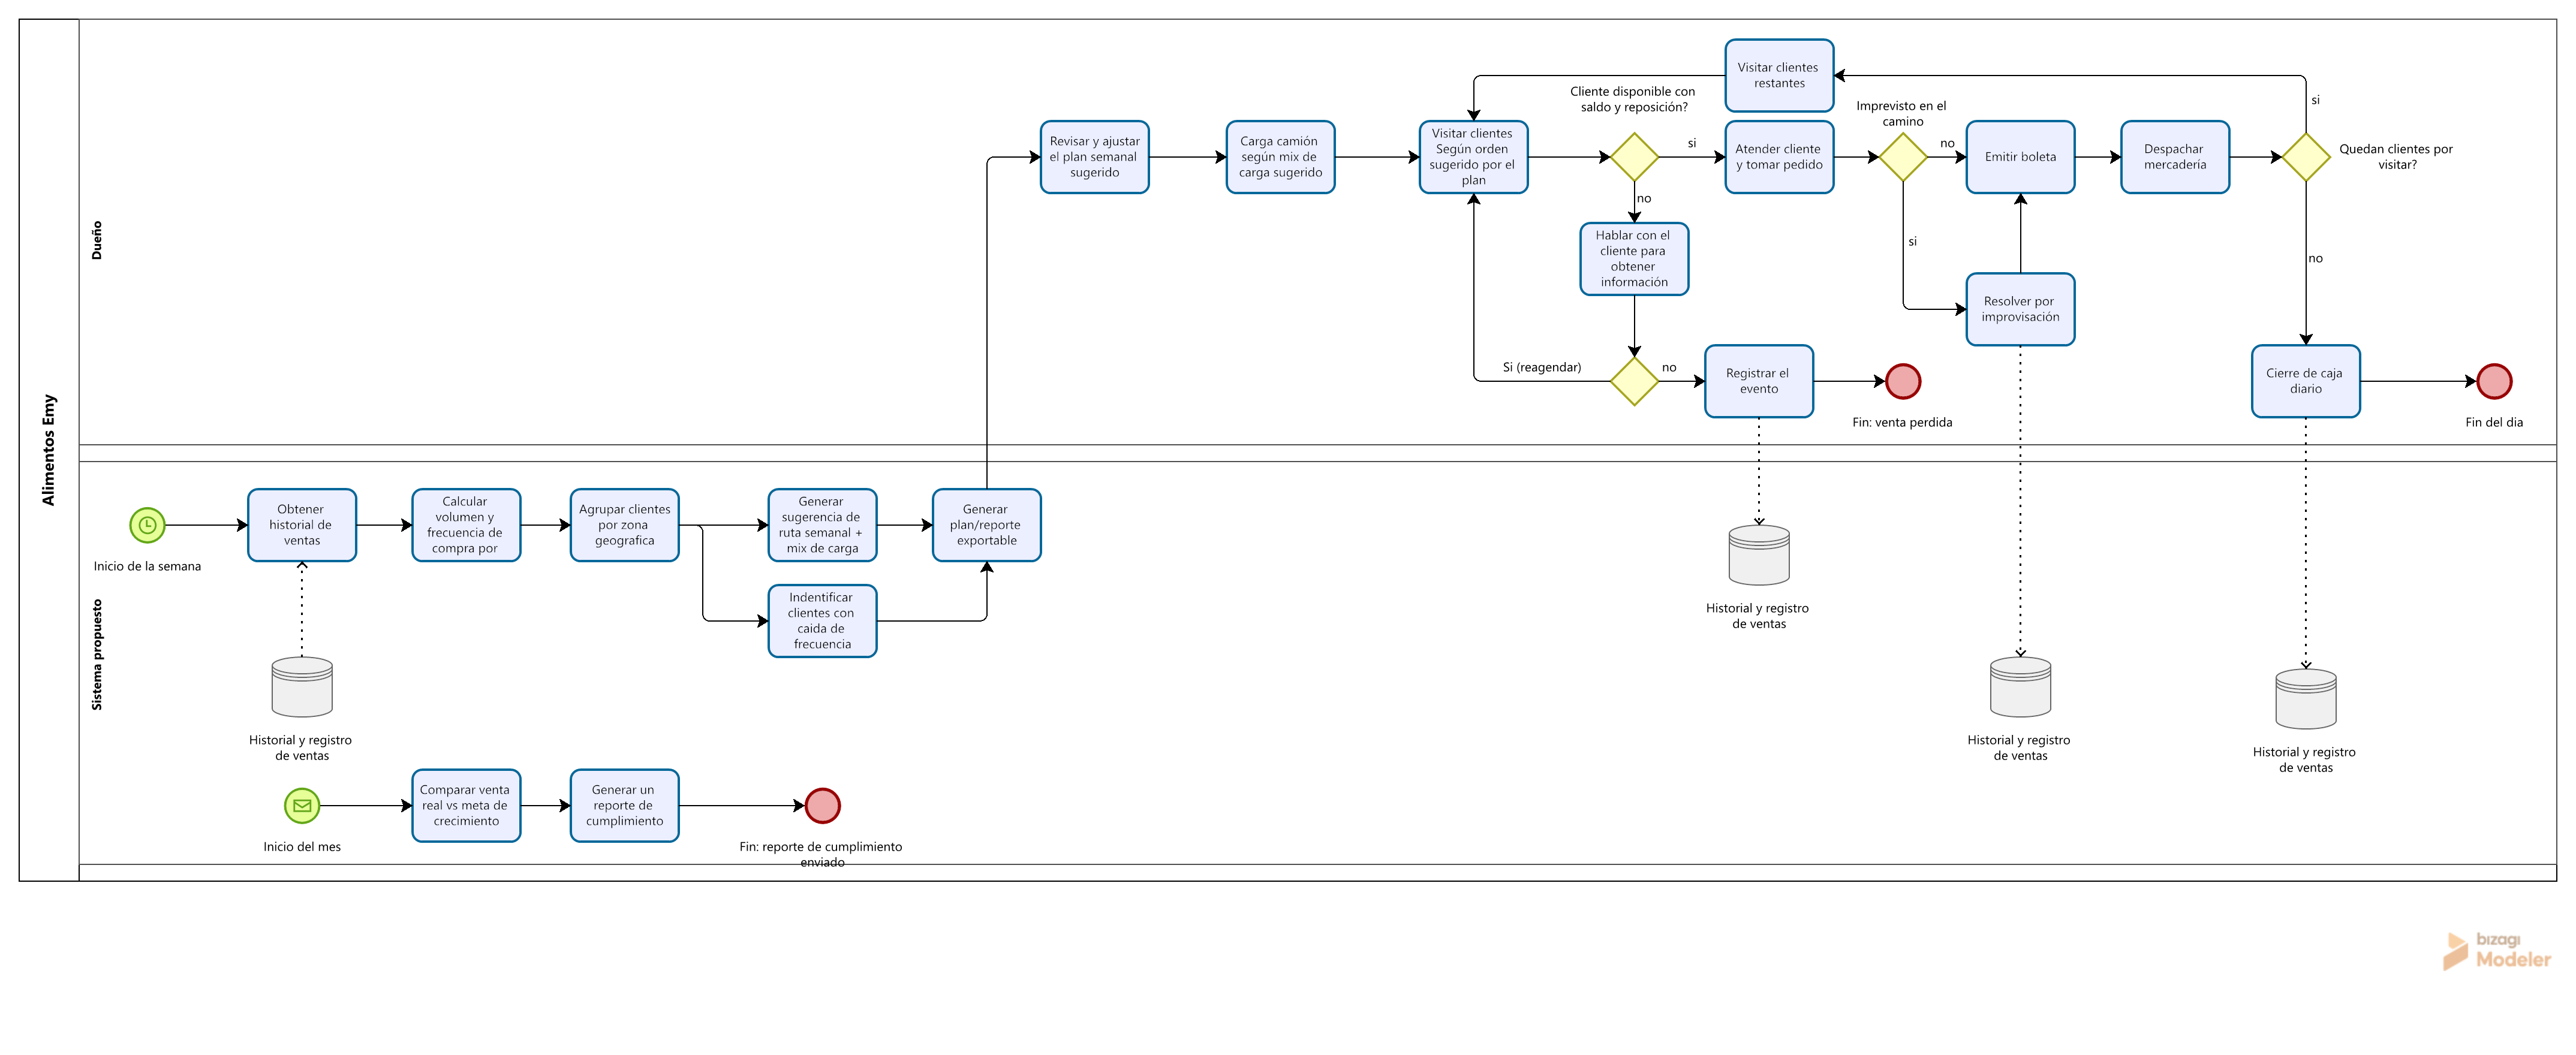 Alimentos Emy
Dueño
Visitar clientes
restantes
si
Cliente disponible con
saldo y reposición?
Imprevisto en el
camino
Revisar y ajustar
el plan semanal
sugerido
Carga camión
según mix de
carga sugerido
Visitar clientes
Según orden
sugerido por el
plan
si
Atender cliente
y tomar pedido
no
Emitir boleta
Despachar
mercadería
Quedan clientes por
visitar?
no
Hablar con el
cliente para
obtener
información
si
no
Resolver por
improvisación
Si (reagendar)
no
Registrar el
evento
Fin: venta perdida
Cierre de caja
diario
Fin del dia
Sistema propuesto
Inicio de la semana
Obtener
historial de
ventas
Calcular
volumen y
frecuencia de
compra por
Agrupar clientes
por zona
geografica
Generar
sugerencia de
ruta semanal +
mix de carga
Generar
plan/reporte
exportable
Indentificar
clientes con
caida de
frecuencia
Historial y registro
de ventas
Historial y registro
de ventas
Historial y registro
de ventas
Historial y registro
de ventas
Inicio del mes
Comparar venta
real vs meta de
crecimiento
Generar un
reporte de
cumplimiento
Fin: reporte de cumplimiento
enviado
bizagi
Modeler